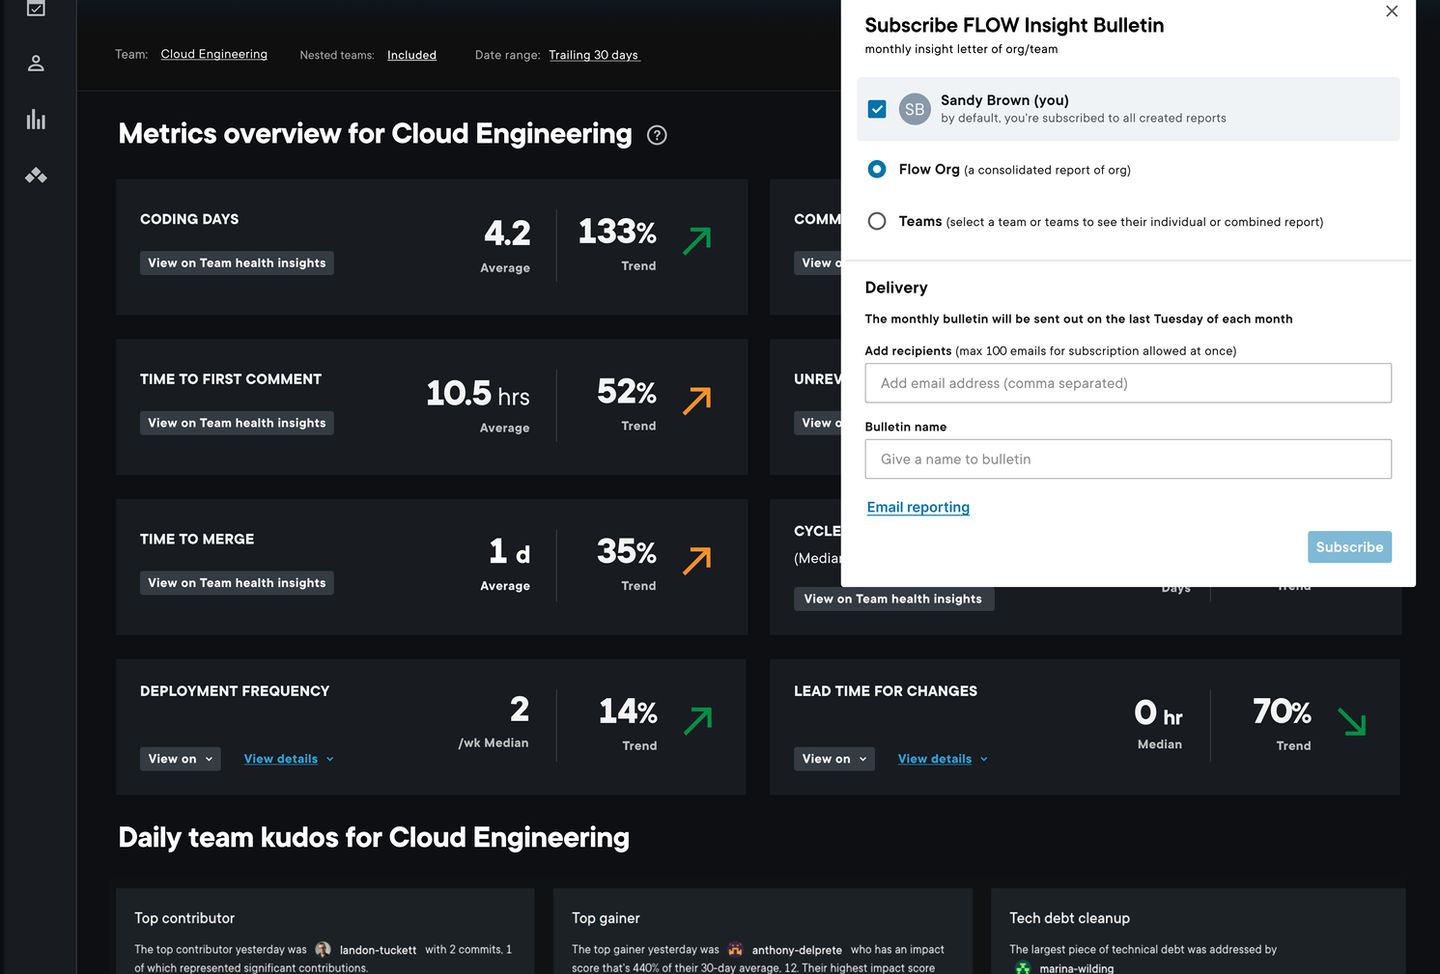 Team: Cloud Engineering Nested teams: Included Date range: Trailing 30 days
Metrics overview for Cloud Engineering ?
CODING DAYS
View on Team health insights
4.2
Average
133%
Trend
TIME TO FIRST COMMENT
View on Team health insights
10.5 hrs
Average
52%
Trend
TIME TO MERGE
View on Team health insights
1 d
Average
35%
Trend
COMM
View o
UNREV
View o
CYCLE
(Media
View on Team health insights
Days
Trend
DEPLOYMENT FREQUENCY
View on
View details
2
/wk Median
14%
Trend
LEAD TIME FOR CHANGES
View on
View details
0 hr
Median
70%
Trend
Daily team kudos for Cloud Engineering
Top contributor
The top contributor yesterday was landon-tuckett with 2 commits, 1
of which represented significant contributions.
Top gainer
The top gainer yesterday was anthony-delprete who has an impact
score that's 440% of their 30-day average, 12. Their highest impact score
Tech debt cleanup
The largest piece of technical debt was addressed by
marina-wilding
Subscribe FLOW Insight Bulletin
monthly insight letter of org/team
SB
Sandy Brown (you)
by default, you're subscribed to all created reports
Flow Org (a consolidated report of org)
Teams (select a team or teams to see their individual or combined report)
Delivery
The monthly bulletin will be sent out on the last Tuesday of each month
Add recipients (max 100 emails for subscription allowed at once)
Add email address (comma separated)
Bulletin name
Give a name to bulletin
Email reporting
Subscribe